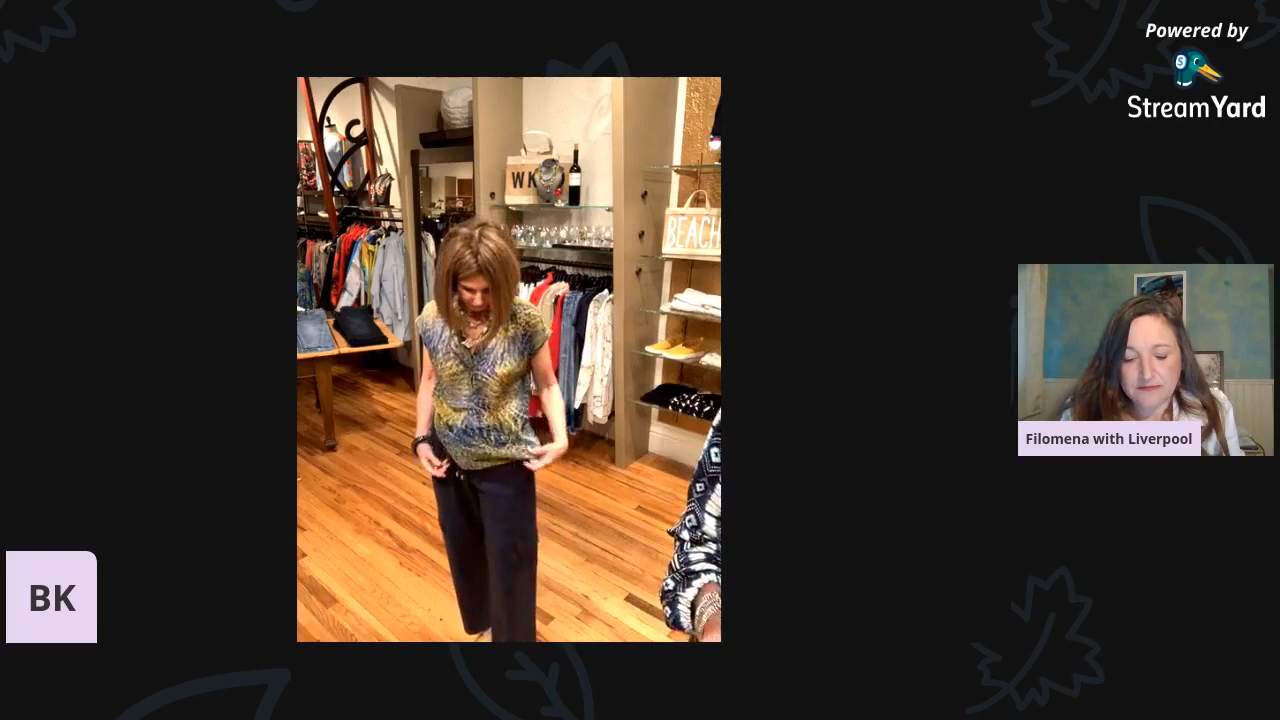 Powered by
StreamYard
WK
BEACH
Filomena with Liverpool
BK